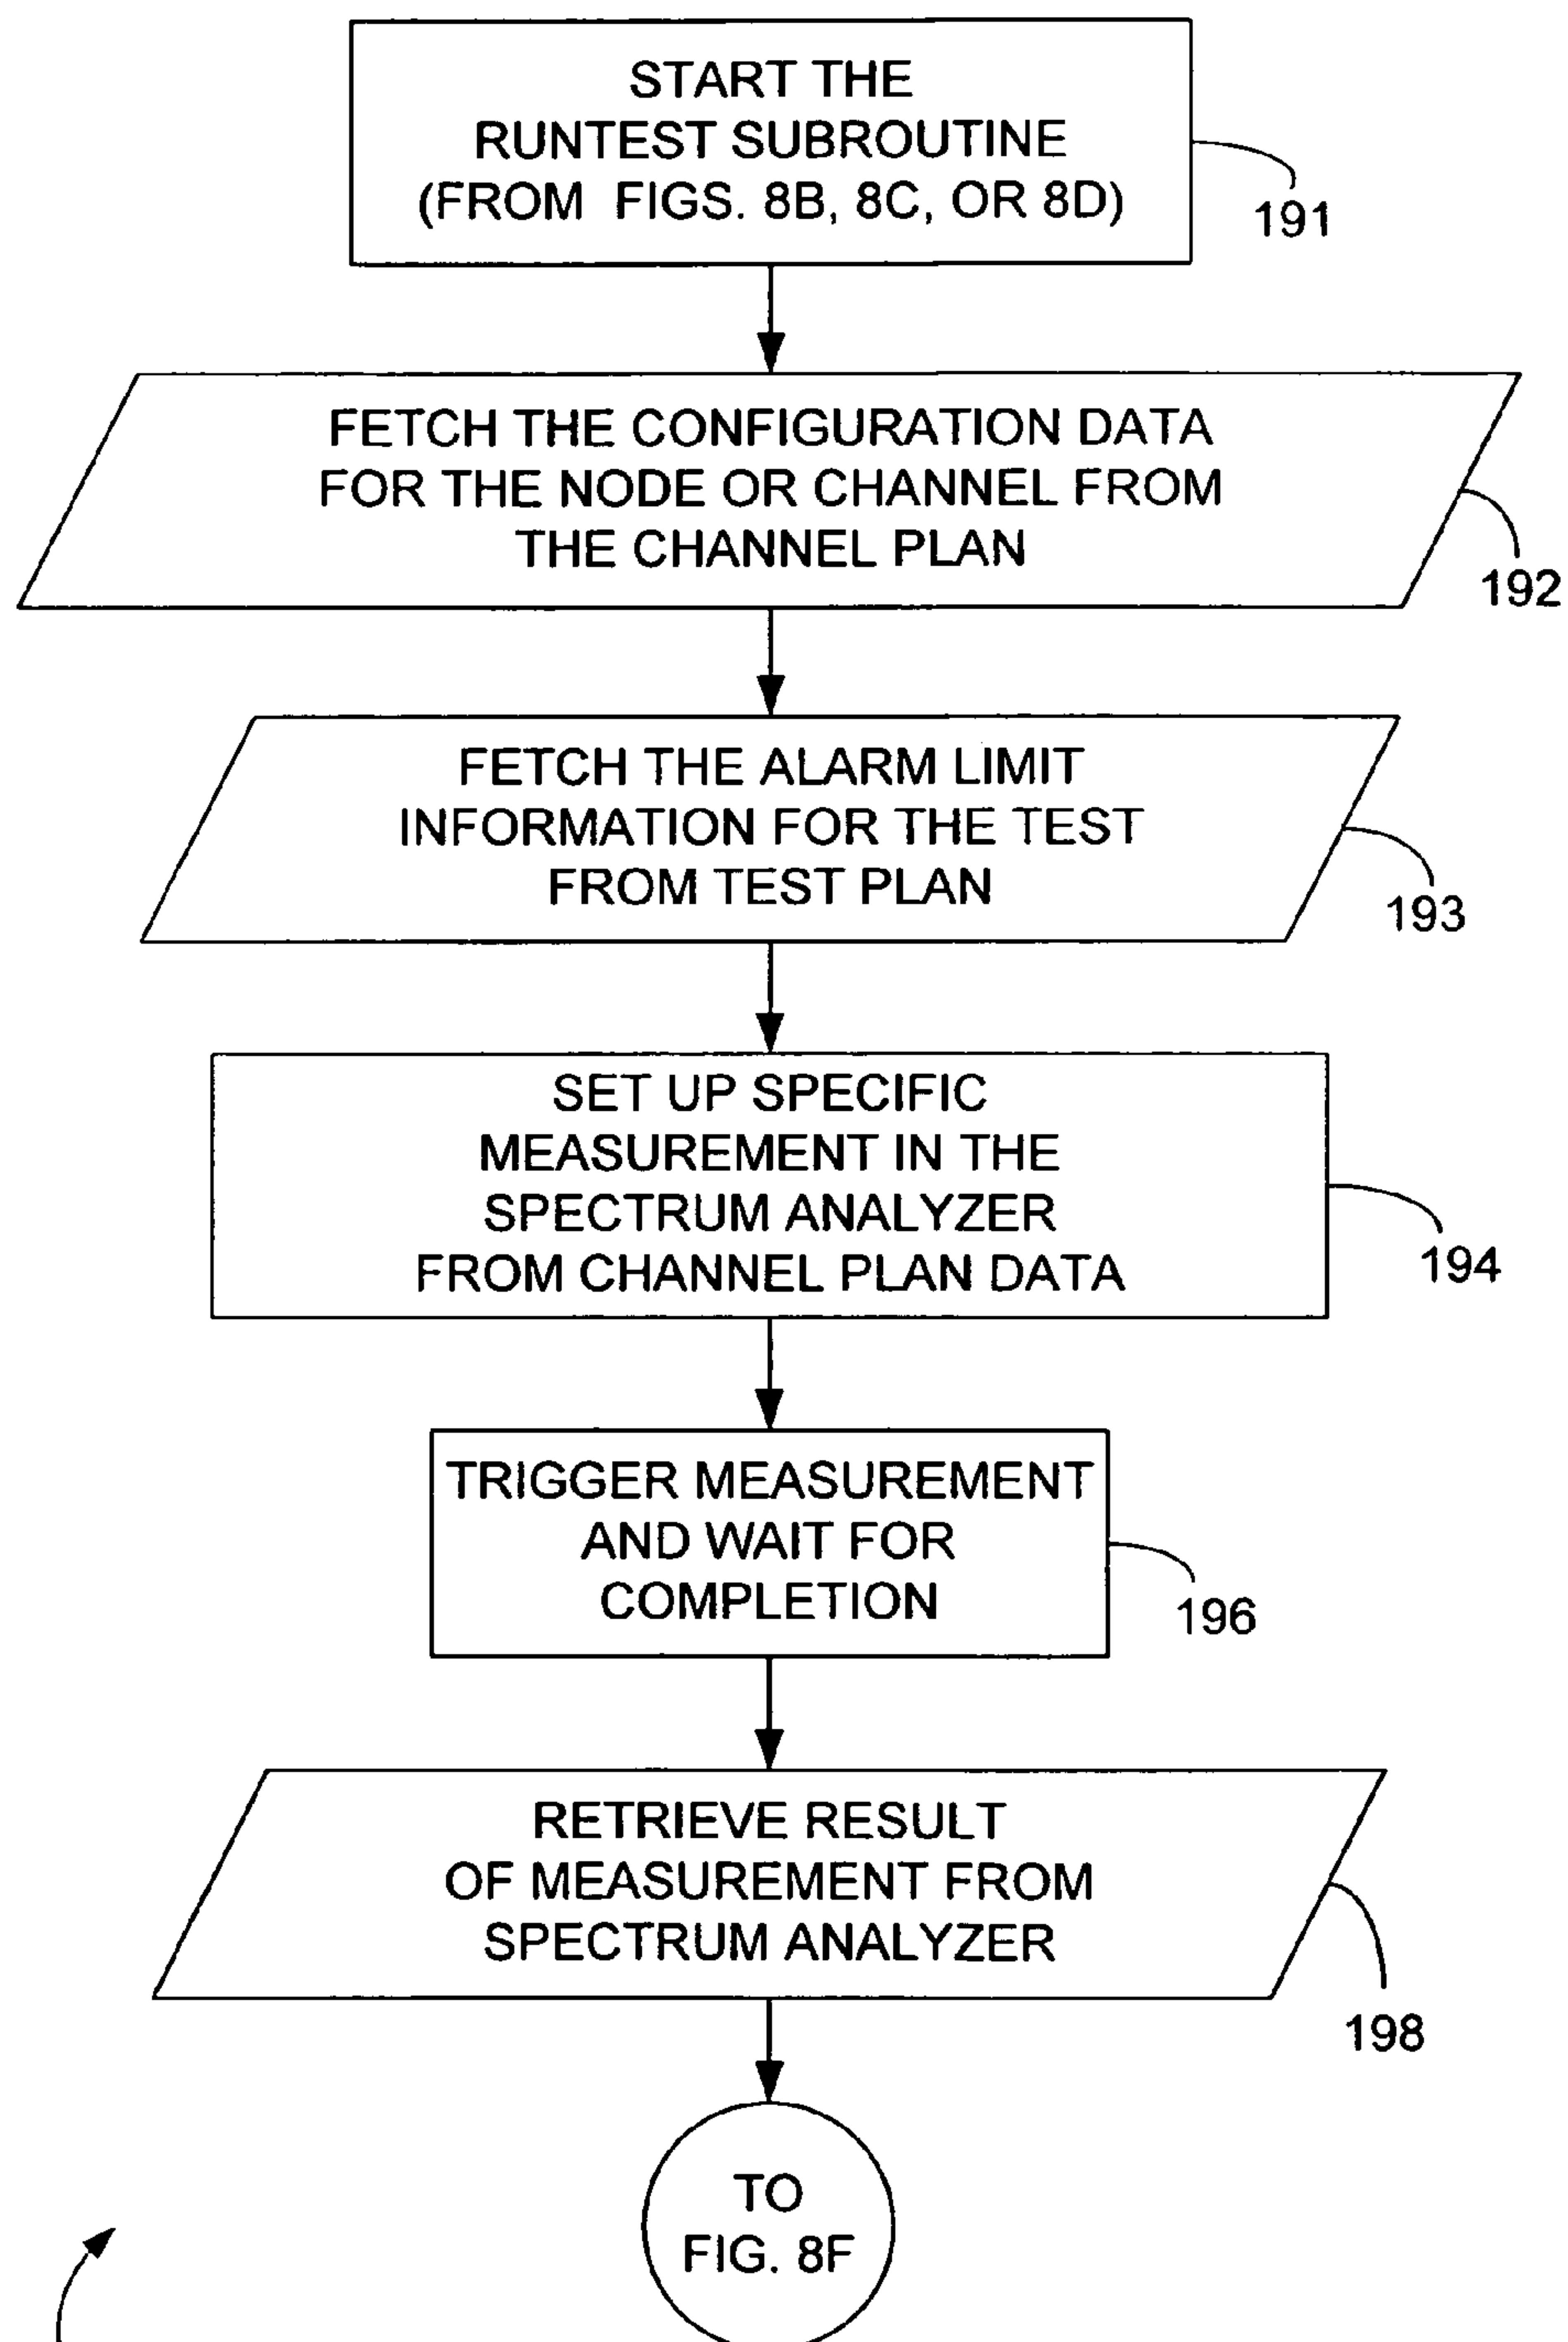 START THE
RUNTEST SUBROUTINE
(FROM FIGS. 8B, 8C, OR 8D)
191
FETCH THE CONFIGURATION DATA
FOR THE NODE OR CHANNEL FROM
THE CHANNEL PLAN
192
FETCH THE ALARM LIMIT
INFORMATION FOR THE TEST
FROM TEST PLAN
193
SET UP SPECIFIC
MEASUREMENT IN THE
SPECTRUM ANALYZER
FROM CHANNEL PLAN DATA
194
TRIGGER MEASUREMENT
AND WAIT FOR
COMPLETION
196
RETRIEVE RESULT
OF MEASUREMENT FROM
SPECTRUM ANALYZER
198
TO
FIG. 8F